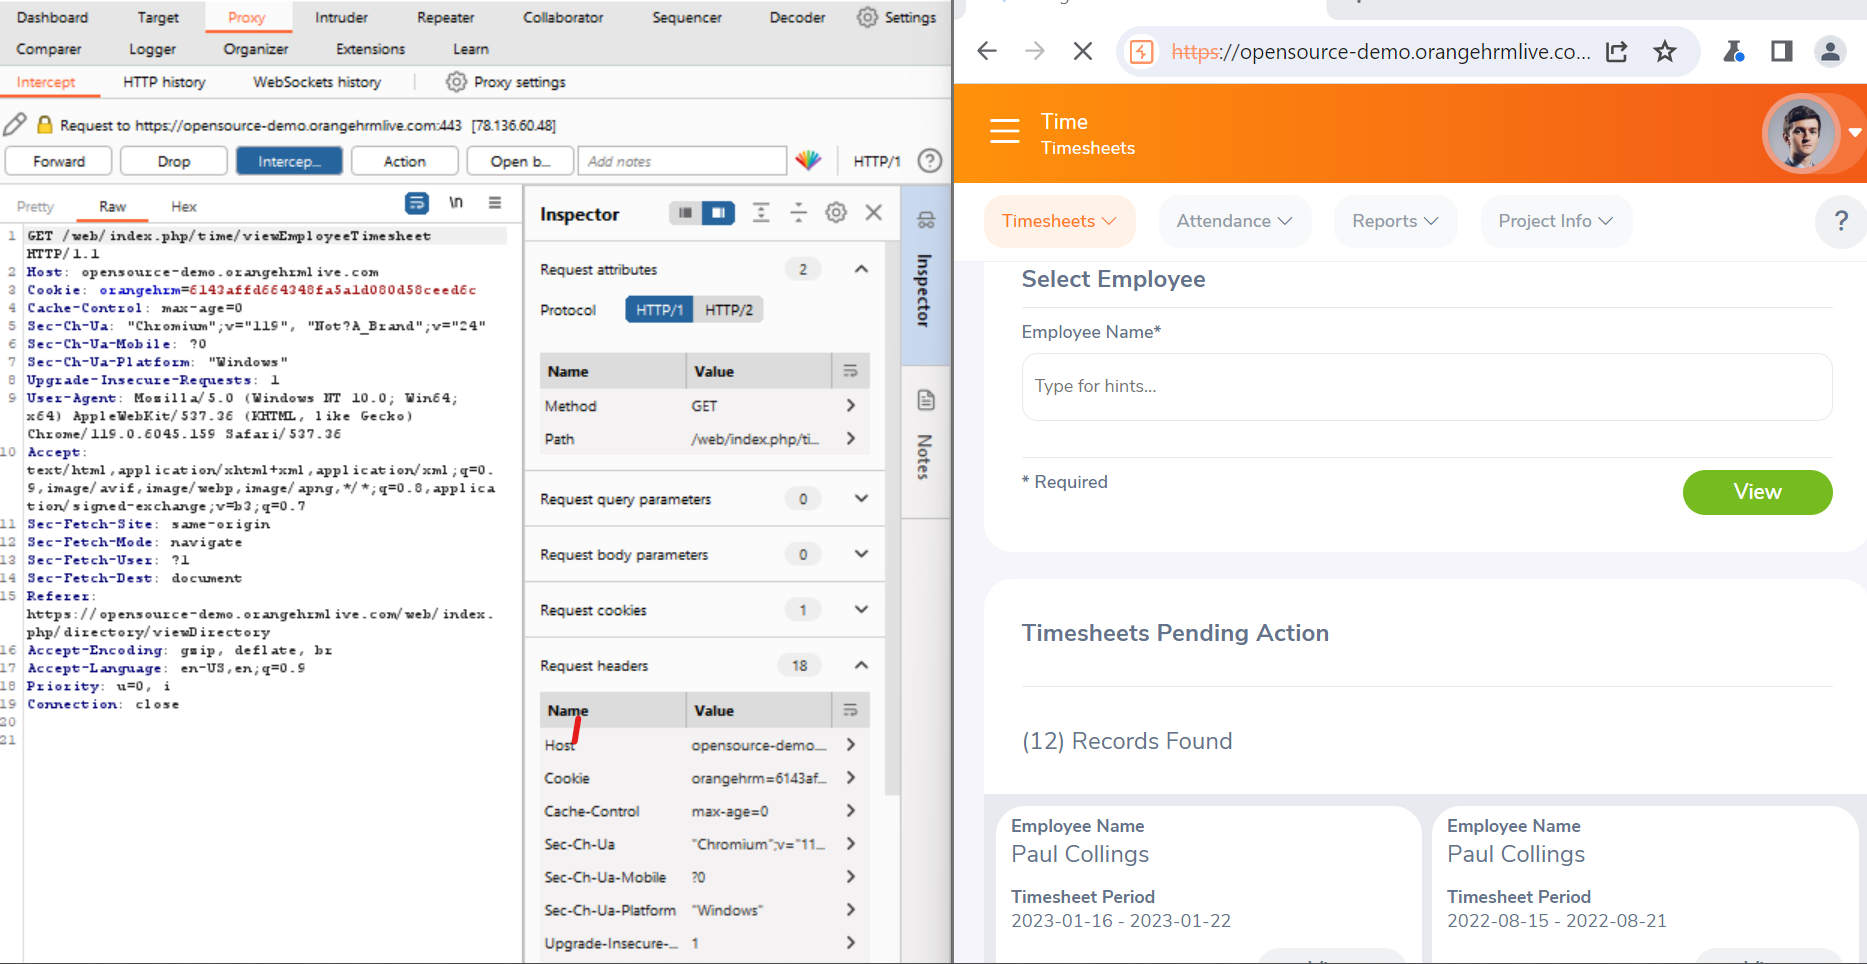 Dashboard Target Proxy Intruder Repeater Collaborator Sequencer Decoder Settings
Comparer Logger Organizer Extensions Learn
Intercept HTTP history WebSockets history Proxy settings
Request to https://opensource-demo.orangehrmlive.com:443 [78.136.60.48]
Forward Drop Intercep... Action Open b... Add notes HTTP/1 ?
Pretty Raw Hex \n
1 GET /web/index.php/time/viewEmployeeTimesheet
HTTP/1.1
2 Host: opensource-demo.orangehrmlive.com
3 Cookie: orangehrm=6143affd664348fa5a1d080d58ceed6c
4 Cache-Control: max-age=0
5 Sec-Ch-Ua: "Chromium";v="119", "Not?A_Brand";v="24"
6 Sec-Ch-Ua-Mobile: ?0
7 Sec-Ch-Ua-Platform: "Windows"
8 Upgrade-Insecure-Requests: 1
9 User-Agent: Mozilla/5.0 (Windows NT 10.0; Win64;
x64) AppleWebKit/537.36 (KHTML, like Gecko)
Chrome/119.0.6045.159 Safari/537.36
10 Accept:
text/html,application/xhtml+xml,application/xml;q=0.
9,image/avif,image/webp,image/apng,*/*;q=0.8,applica
tion/signed-exchange;v=b3;q=0.7
11 Sec-Fetch-Site: same-origin
12 Sec-Fetch-Mode: navigate
13 Sec-Fetch-User: ?1
14 Sec-Fetch-Dest: document
15 Referer:
https://opensource-demo.orangehrmlive.com/web/index.
php/directory/viewDirectory
16 Accept-Encoding: gzip, deflate, br
17 Accept-Language: en-US,en;q=0.9
18 Priority: u=0, i
19 Connection: close
20
21
Inspector
Request attributes 2
Protocol HTTP/1 HTTP/2
Name Value
Method GET
Path /web/index.php/ti...
Request query parameters 0
Request body parameters 0
Request cookies 1
Request headers 18
Name Value
Host opensource-demo....
Cookie orangehrm=6143af...
Cache-Control max-age=0
Sec-Ch-Ua "Chromium";v="11...
Sec-Ch-Ua-Mobile ?0
Sec-Ch-Ua-Platform "Windows"
Upgrade-Insecure-... 1
Inspector
Notes
https://opensource-demo.orangehrmlive.co...
Time
Timesheets
Timesheets Attendance Reports Project Info ?
Select Employee
Employee Name*
Type for hints...
* Required
View
Timesheets Pending Action
(12) Records Found
Employee Name
Paul Collings
Timesheet Period
2023-01-16 - 2023-01-22
Employee Name
Paul Collings
Timesheet Period
2022-08-15 - 2022-08-21